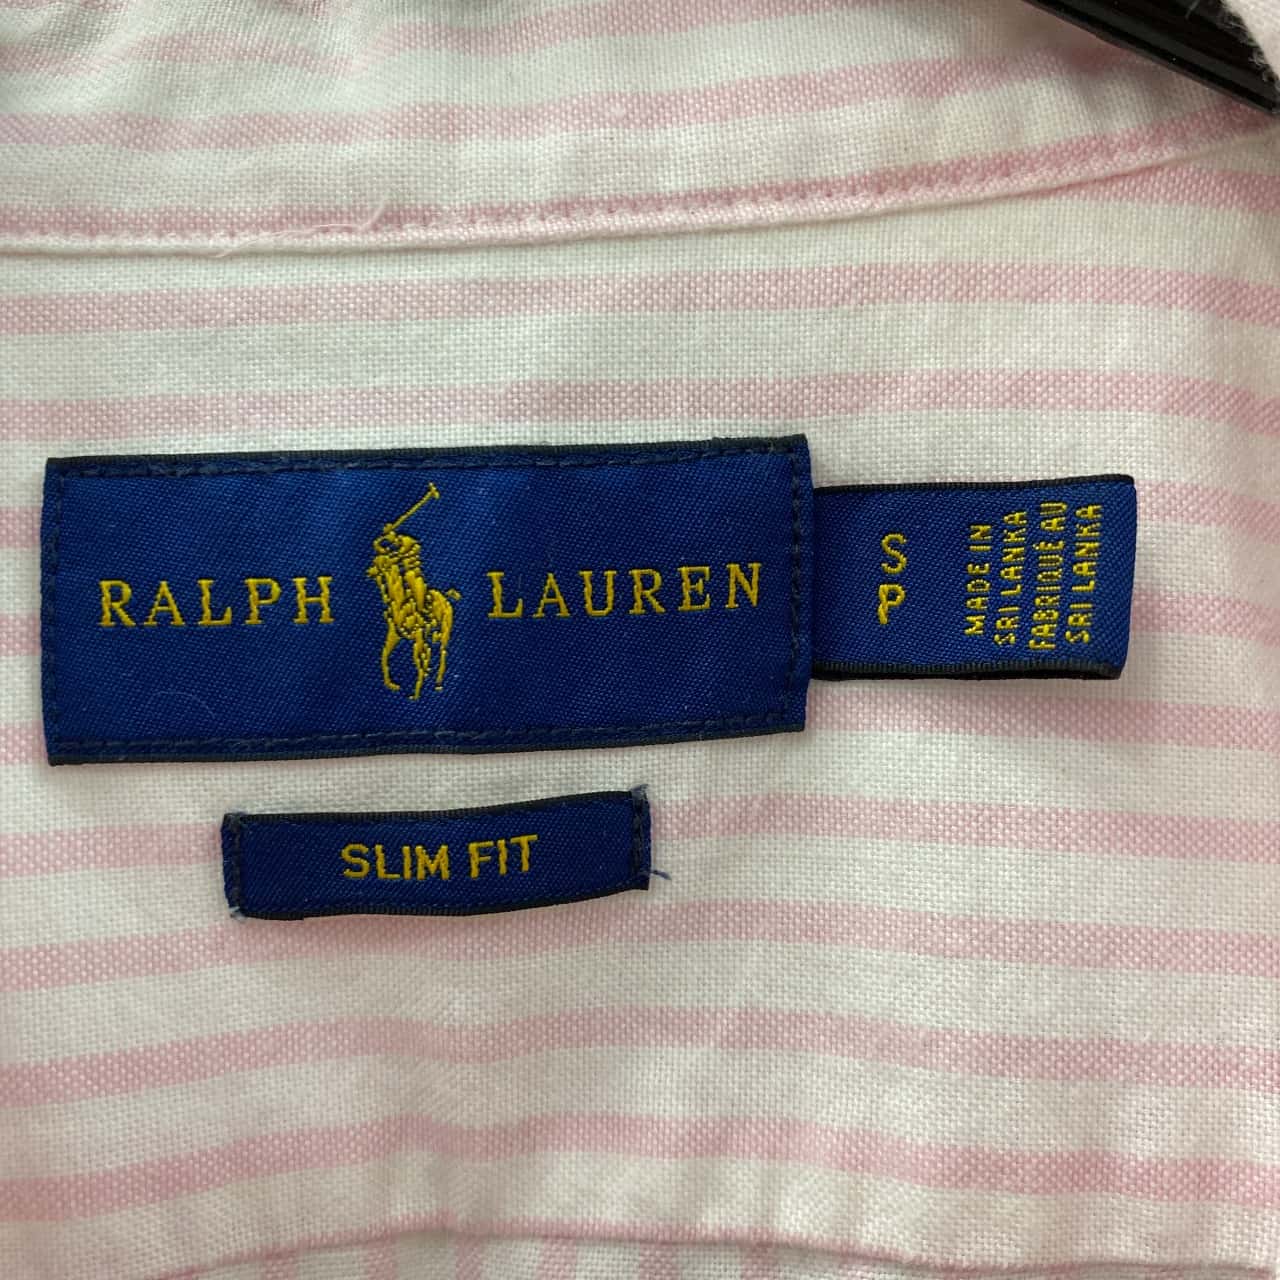 RALPH LAUREN
S
P
MADE IN
SRI LANKA
FABRIQUÉ AU
SRI LANKA
SLIM FIT